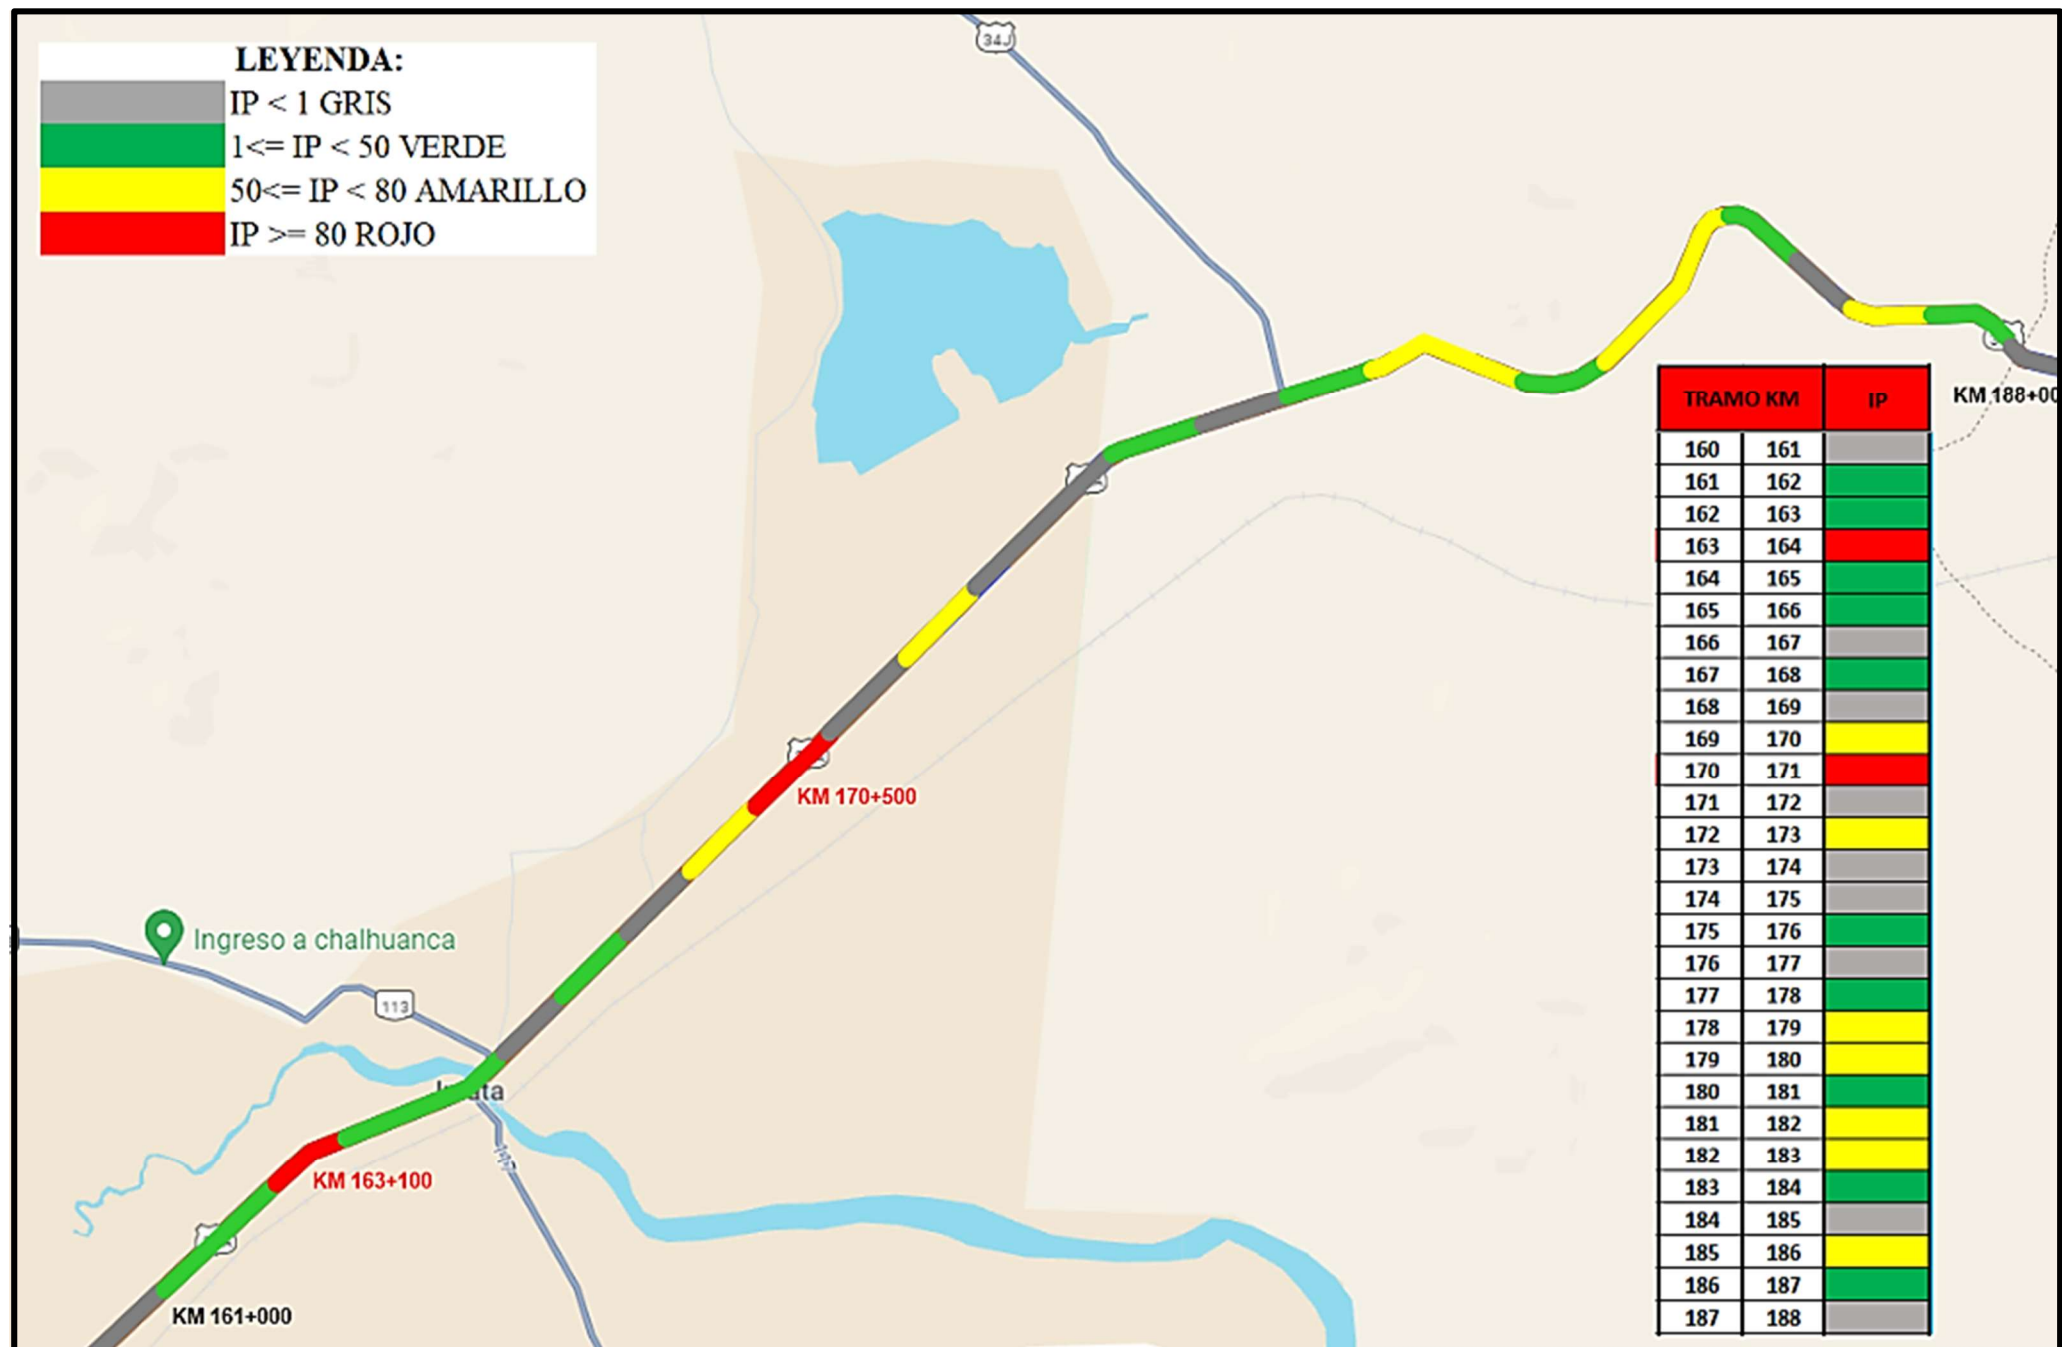 LEYENDA:
IP < 1 GRIS
1<= IP < 50 VERDE
50<= IP < 80 AMARILLO
IP >= 80 ROJO
34J
TRAMO KM IP
KM 188+00
160 161
161 162
162 163
163 164
164 165
165 166
166 167
167 168
168 169
169 170
170 171
171 172
172 173
173 174
174 175
175 176
176 177
177 178
178 179
179 180
180 181
181 182
182 183
183 184
184 185
185 186
186 187
187 188
KM 170+500
Ingreso a chalhuanca
113
KM 163+100
KM 161+000